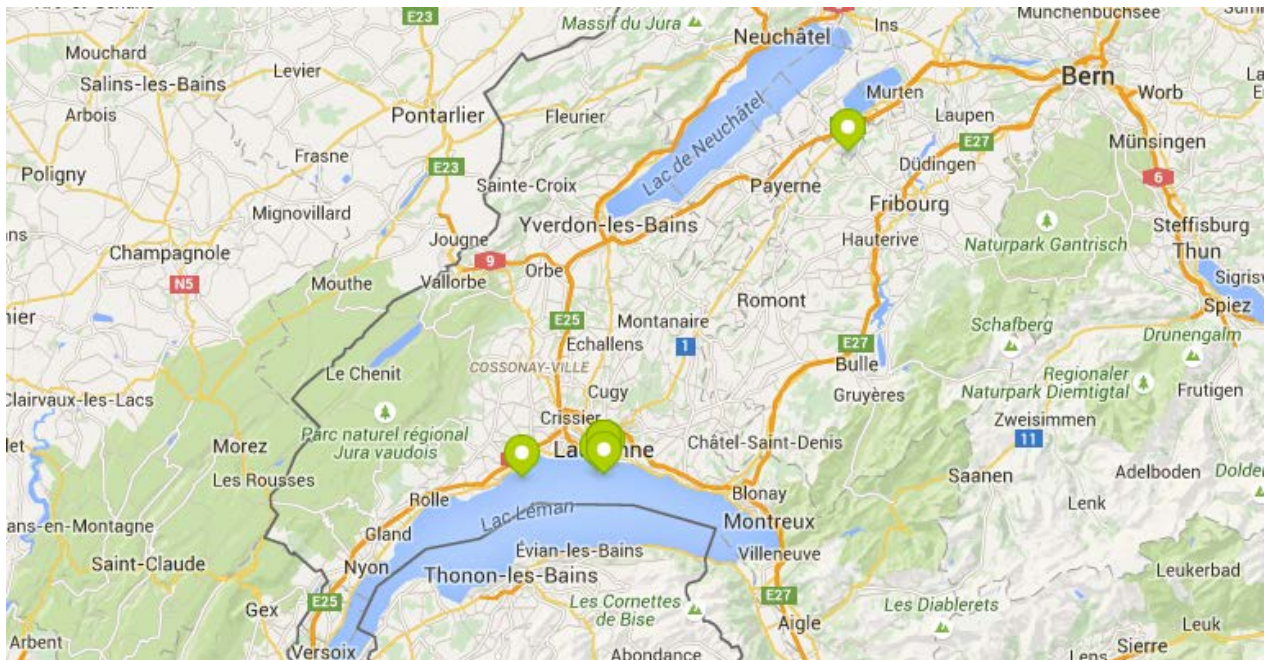 E23
Massif du Jura
Neuchâtel
Ins
Münchenbuchsee
Mouchard
Salins-les-Bains
Levier
Bern
Arbois
Pontarlier
Fleurier
Lac de Neuchâtel
Murten
Worb
Laupen
E27
Münsingen
Frasne
E23
Düdingen
Poligny
Sainte-Croix
Payerne
6
Mignovillard
Yverdon-les-Bains
Fribourg
Steffisburg
Champagnole
Jougne
9
Hauterive
Naturpark Gantrisch
Thun
N5
Mouthe
Vallorbe
Orbe
Romont
Spiez
E25
Montanaire
Schafberg
Drunengalm
Echallens
1
E27
Bulle
Le Chenit
COSSONAY-VILLE
Regionaler
Naturpark Diemtigtal
Clairvaux-les-Lacs
Cugy
Gruyères
Frutigen
Crissier
Zweisimmen
Morez
Parc naturel régional
Jura vaudois
Châtel-Saint-Denis
11
Les Rousses
Saanen
Adelboden
Rolle
Blonay
Lenk
Lac Léman
Gland
Montreux
Saint-Claude
Nyon
Évian-les-Bains
Villeneuve
Thonon-les-Bains
Leukerbad
E25
Gex
Les Cornettes
de Bise
E27
Les Diablerets
Aigle
Arbent
Versoix
Abondance
Leuk
Sierre